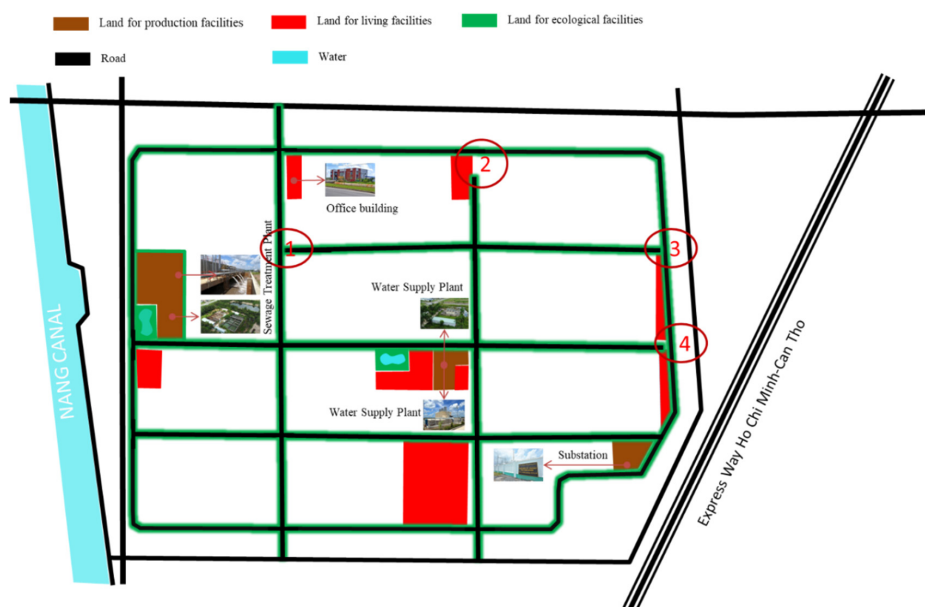 Land for production facilities
Land for living facilities
Land for ecological facilities
Road
Water
2
Office building
Sewage Treatment Plant
1
3
Water Supply Plant
4
NANG CANAL
Water Supply Plant
Express Way Ho Chi Minh-Can Tho
Substation